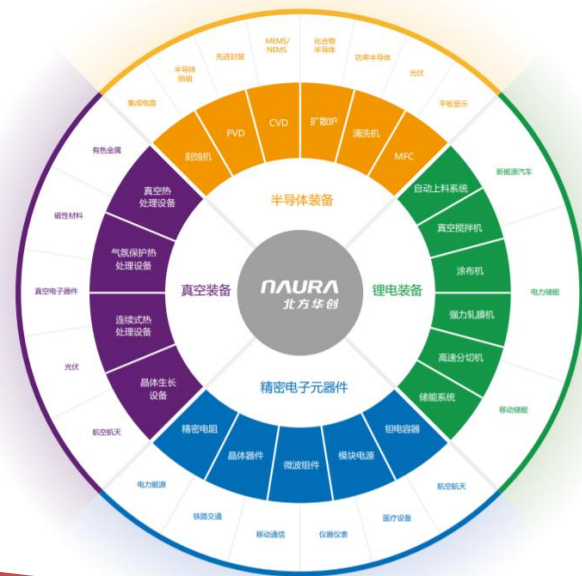 MEMS/
NEMS
化合物
半导体
先进封装
功率半导体
半导体
照明
光伏
集成电路
平板显示
刻蚀机
PVD
CVD
扩散炉
清洗机
MFC
半导体装备
有色金属
磁性材料
真空电子器件
光伏
航空航天
真空热
处理设备
气氛保护热
处理设备
连续式热
处理设备
晶体生长
设备
真空装备
NAURA
北方华创
锂电装备
自动上料系统
真空搅拌机
涂布机
强力轧膜机
高速分切机
储能系统
新能源汽车
电力储能
移动储能
精密电子元器件
精密电阻
晶体器件
微波组件
模块电源
钽电容器
电力能源
铁路交通
移动通信
仪器仪表
医疗设备
航空航天